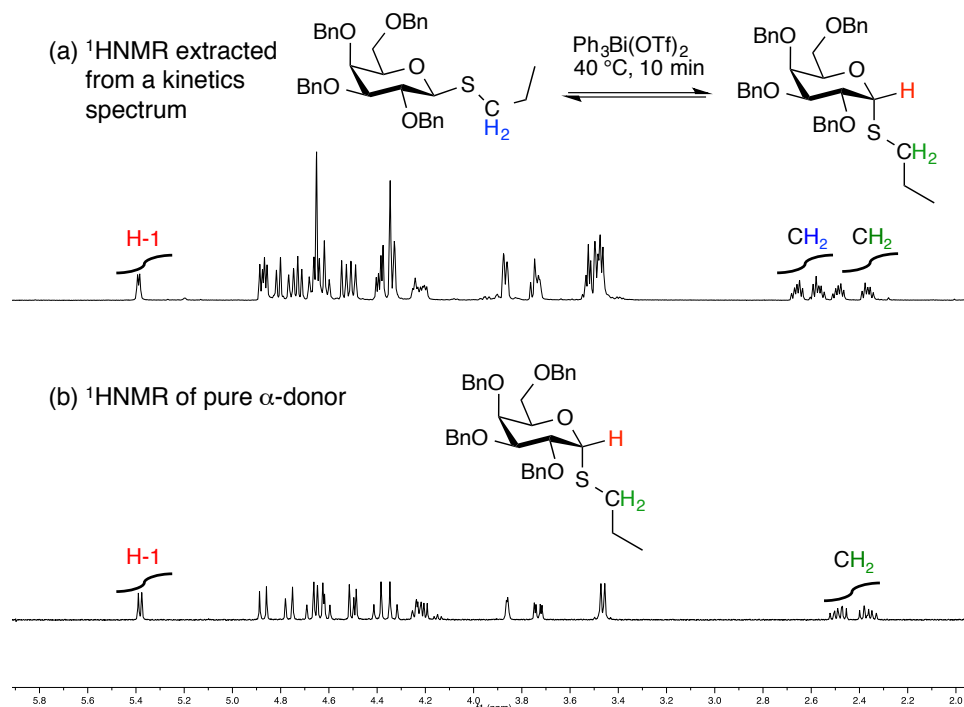 (a) ¹HNMR extracted
from a kinetics
spectrum
OBn
BnO
O
BnO
S
OBn
C
H₂
Ph₃Bi(OTf)₂
40 °C, 10 min
BnO
OBn
O
BnO
H
BnO
S
CH₂
H-1
CH₂
CH₂
(b) ¹HNMR of pure α-donor
BnO
OBn
O
BnO
H
BnO
S
CH₂
H-1
CH₂
5.8 5.6 5.4 5.2 5.0 4.8 4.6 4.4 4.2 4.0 3.8 3.6 3.4 3.2 3.0 2.8 2.6 2.4 2.2 2.0